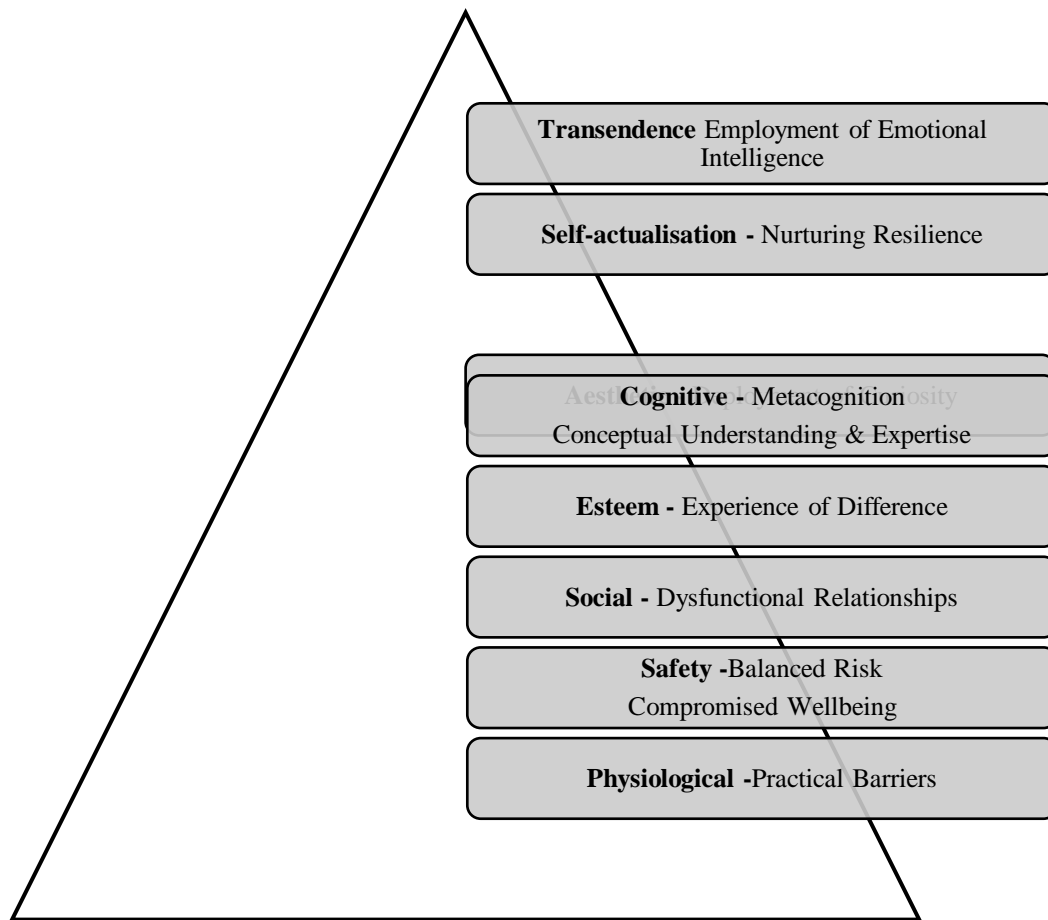 Transendence Employment of Emotional
Intelligence
Self-actualisation - Nurturing Resilience
Cognitive - Metacognition
Conceptual Understanding & Expertise
Esteem - Experience of Difference
Social - Dysfunctional Relationships
Safety -Balanced Risk
Compromised Wellbeing
Physiological -Practical Barriers